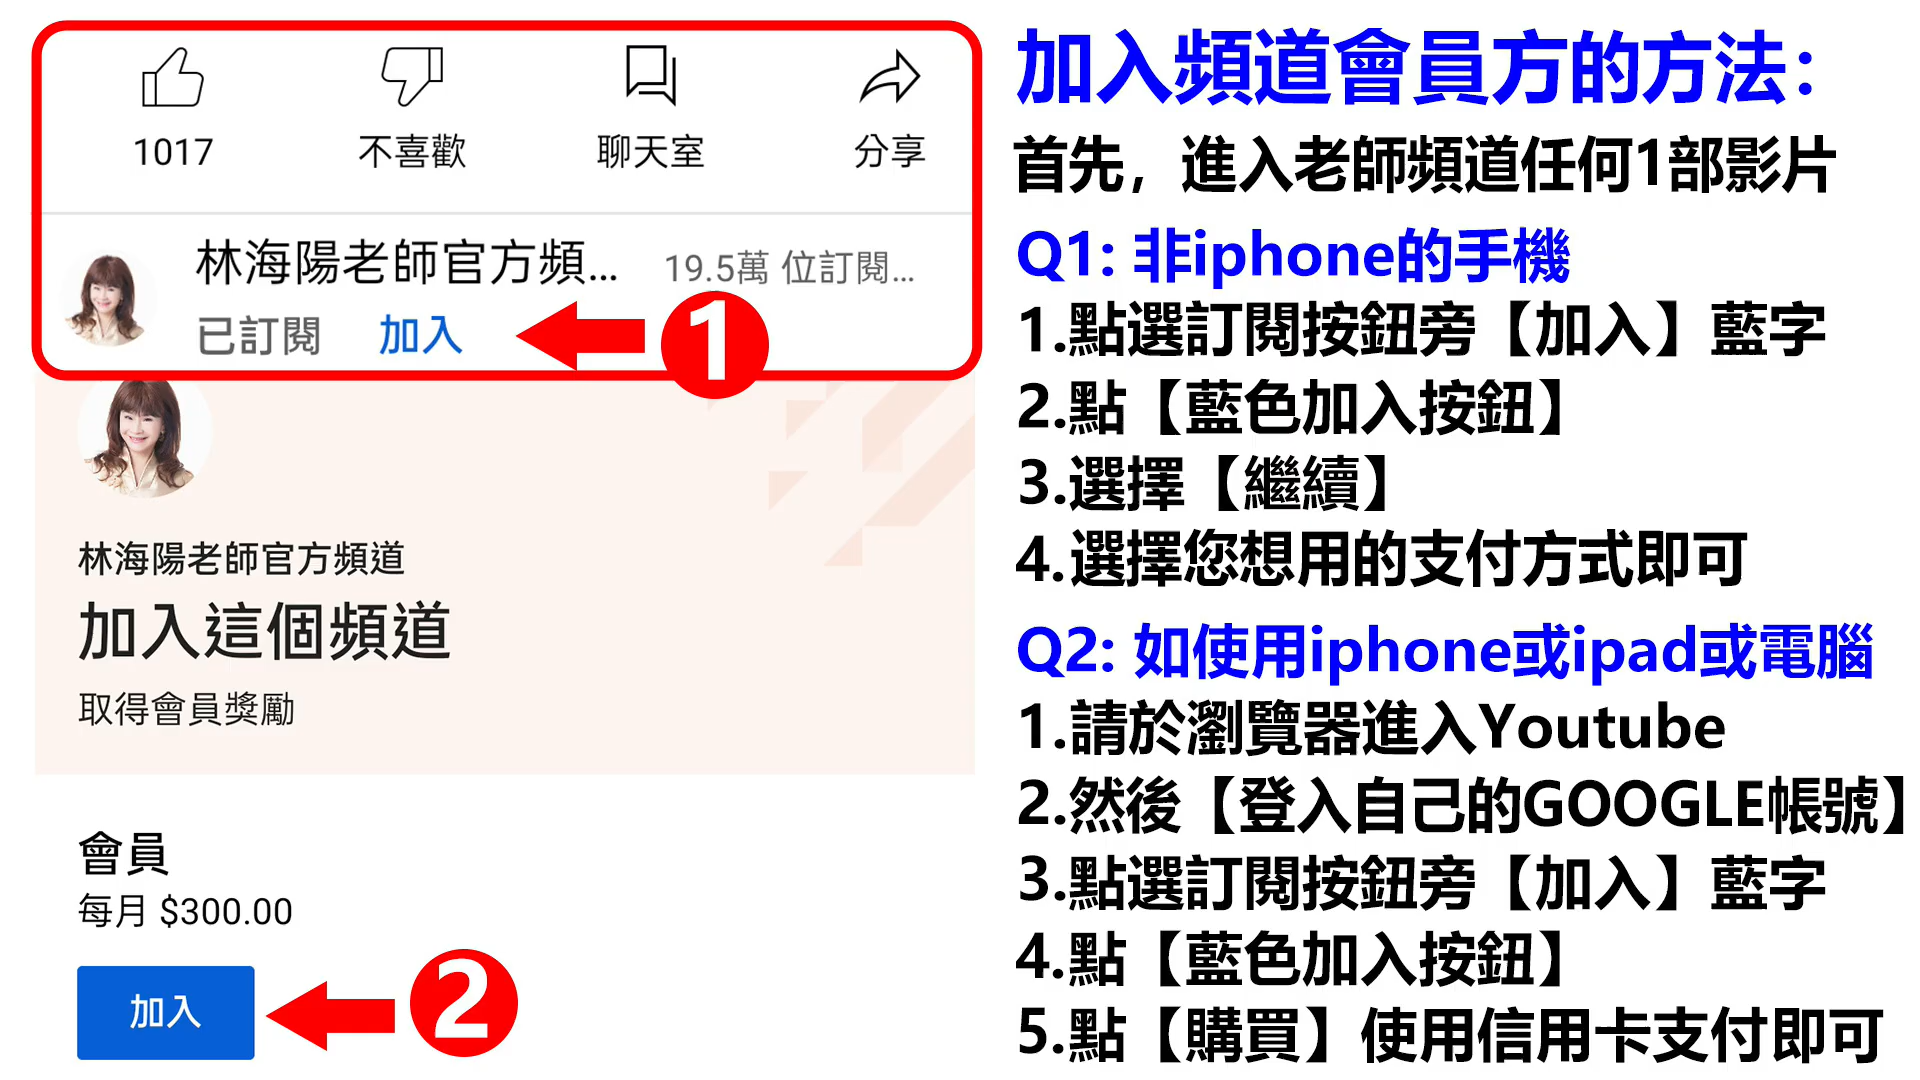 1017
不喜歡
聊天室
分享
林海陽老師官方頻...
19.5萬 位訂閱...
已訂閱
加入
1
林海陽老師官方頻道
加入這個頻道
取得會員獎勵
會員
每月 $300.00
加入
2
加入頻道會員方的方法：
首先，進入老師頻道任何1部影片
Q1: 非iphone的手機
1.點選訂閱按鈕旁【加入】藍字
2.點【藍色加入按鈕】
3.選擇【繼續】
4.選擇您想用的支付方式即可
Q2: 如使用iphone或ipad或電腦
1.請於瀏覽器進入Youtube
2.然後【登入自己的GOOGLE帳號】
3.點選訂閱按鈕旁【加入】藍字
4.點【藍色加入按鈕】
5.點【購買】使用信用卡支付即可